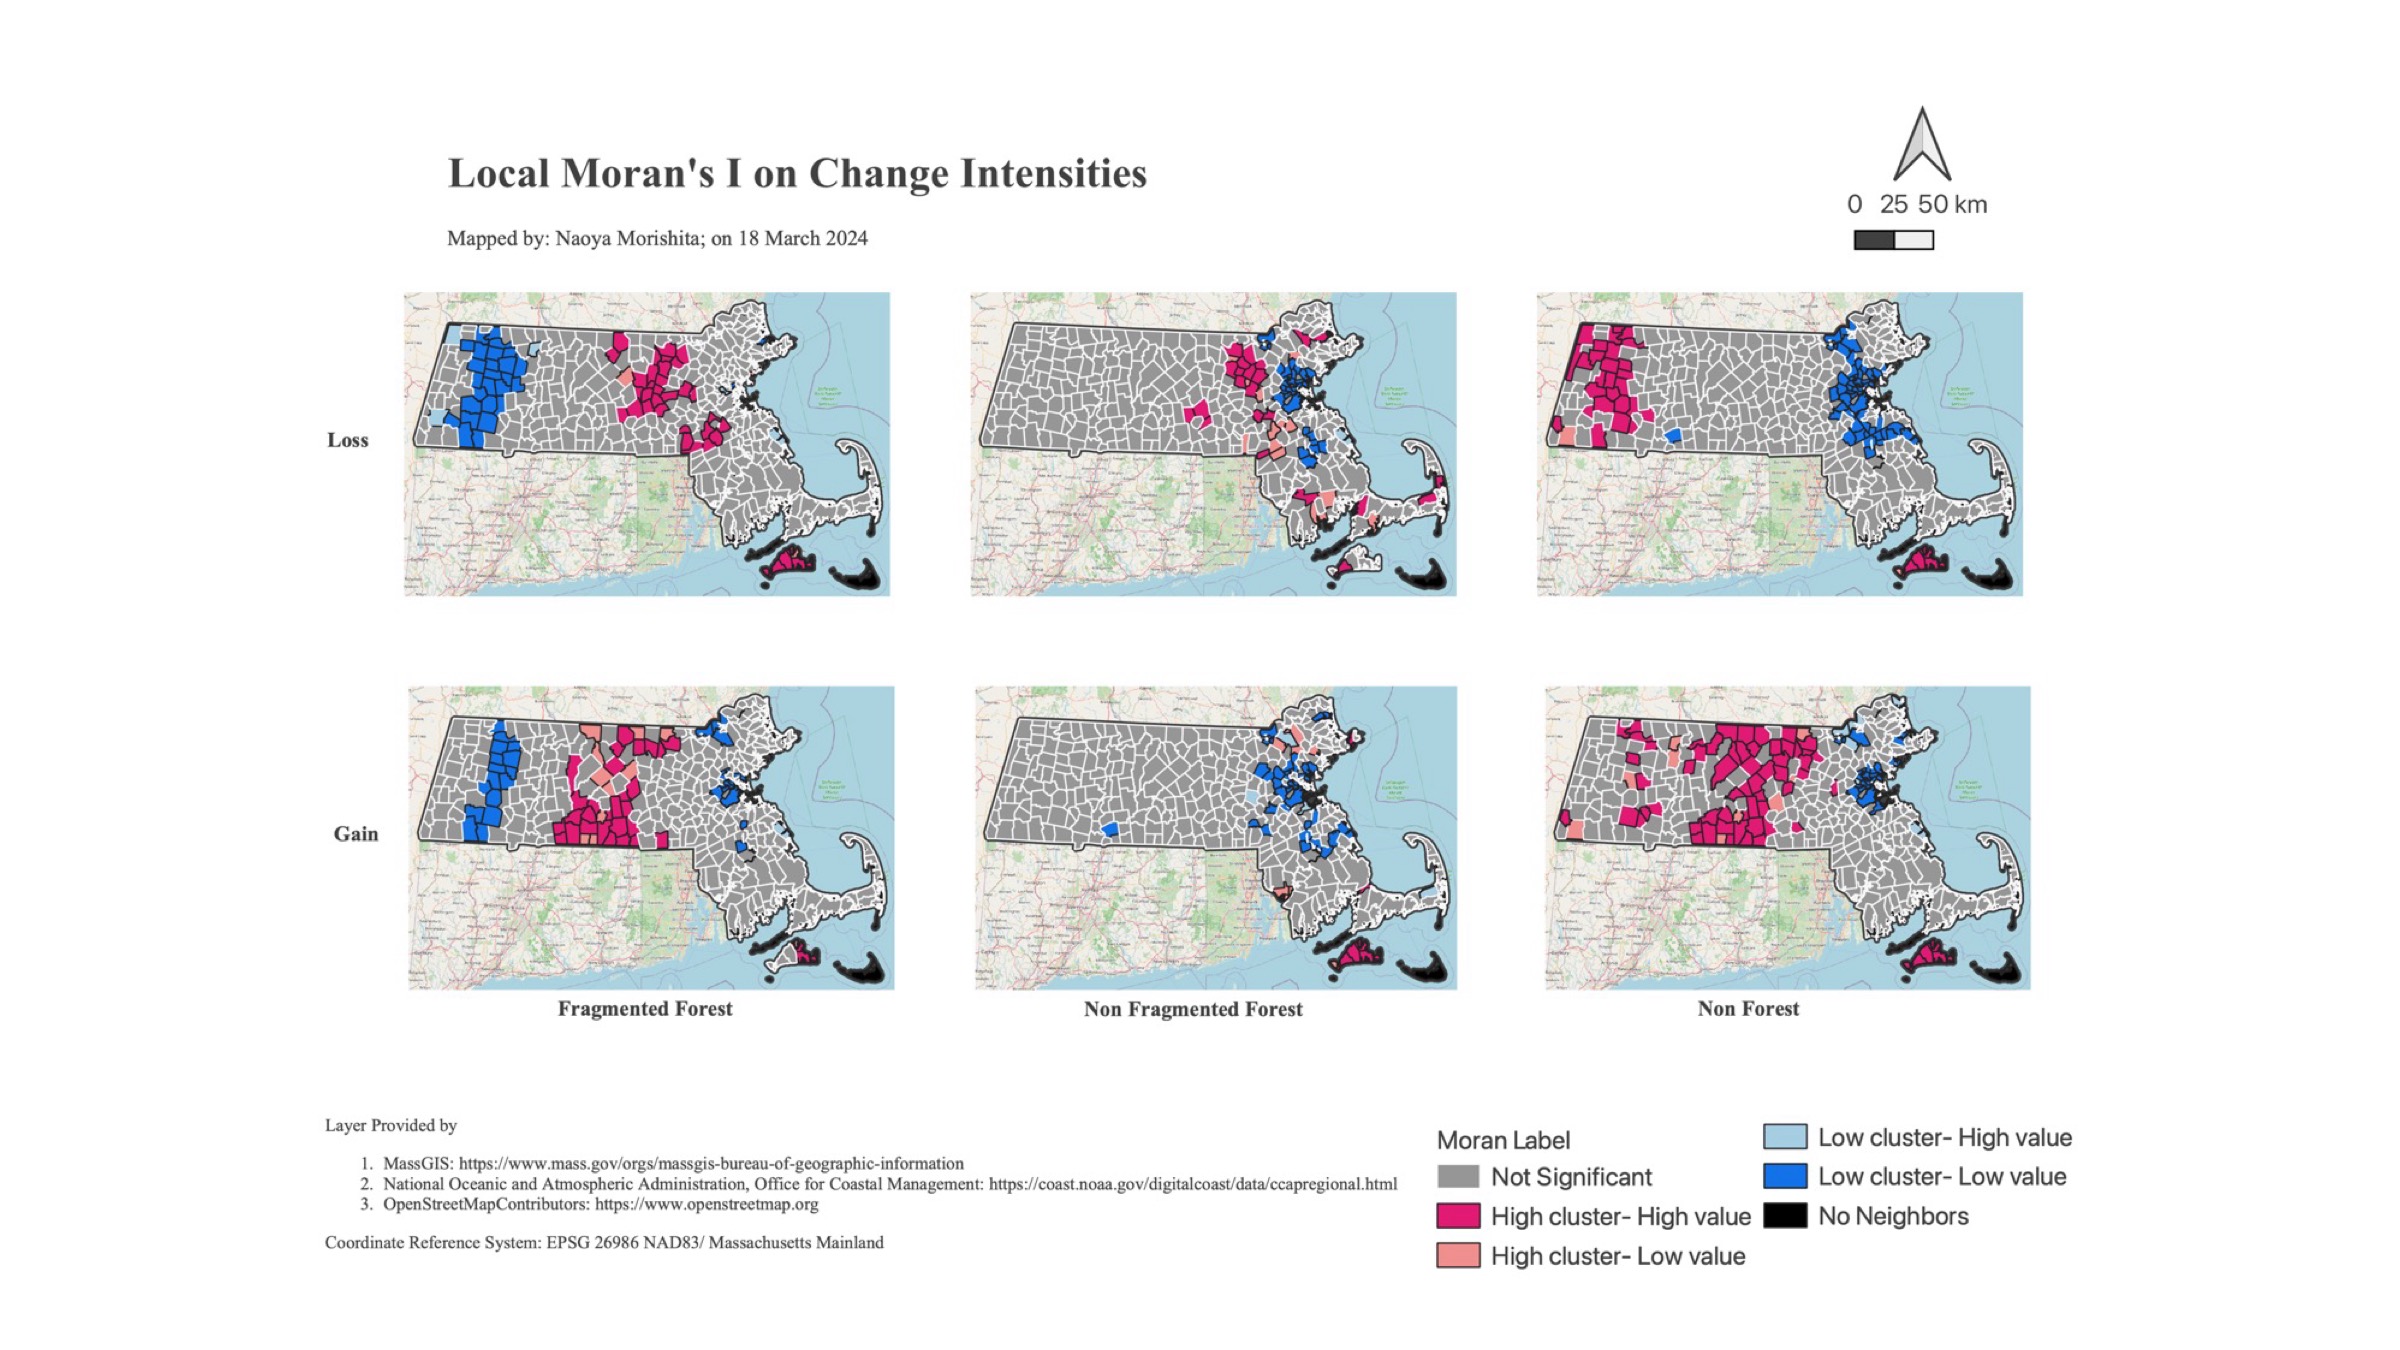 Local Moran's I on Change Intensities
0 25 50 km
Mapped by: Naoya Morishita; on 18 March 2024
Loss
Gain
Fragmented Forest
Non Fragmented Forest
Non Forest
Layer Provided by
1. MassGIS: https://www.mass.gov/orgs/massgis-bureau-of-geographic-information
2. National Oceanic and Atmospheric Administration, Office for Coastal Management: https://coast.noaa.gov/digitalcoast/data/ccapregional.html
3. OpenStreetMapContributors: https://www.openstreetmap.org
Coordinate Reference System: EPSG 26986 NAD83/ Massachusetts Mainland
Moran Label
Not Significant
High cluster- High value
High cluster- Low value
Low cluster- High value
Low cluster- Low value
No Neighbors